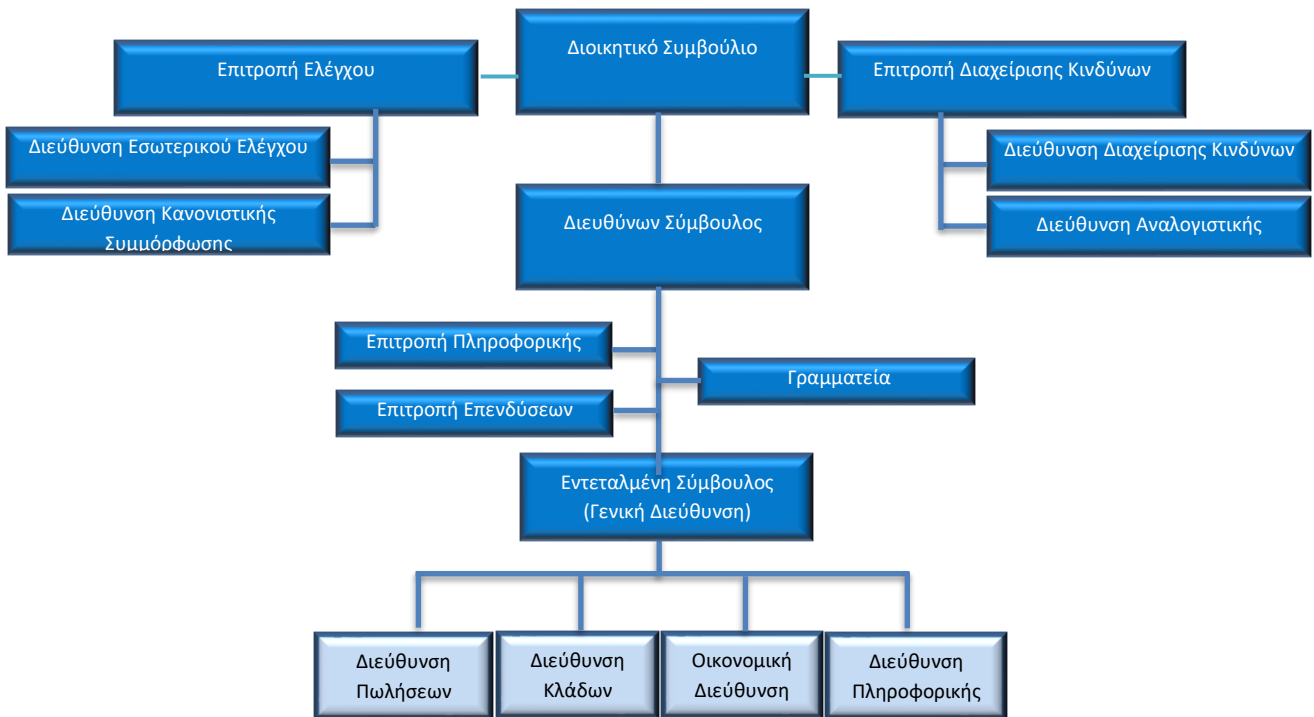 Διοικητικό Συμβούλιο
Επιτροπή Ελέγχου
Επιτροπή Διαχείρισης Κινδύνων
Διεύθυνση Εσωτερικού Ελέγχου
Διεύθυνση Διαχείρισης Κινδύνων
Διεύθυνση Κανονιστικής
Συμμόρφωσης
Διευθύνων Σύμβουλος
Διεύθυνση Αναλογιστικής
Επιτροπή Πληροφορικής
Γραμματεία
Επιτροπή Επενδύσεων
Εντεταλμένη Σύμβουλος
(Γενική Διεύθυνση)
Διεύθυνση
Πωλήσεων
Διεύθυνση
Κλάδων
Οικονομική
Διεύθυνση
Διεύθυνση
Πληροφορικής